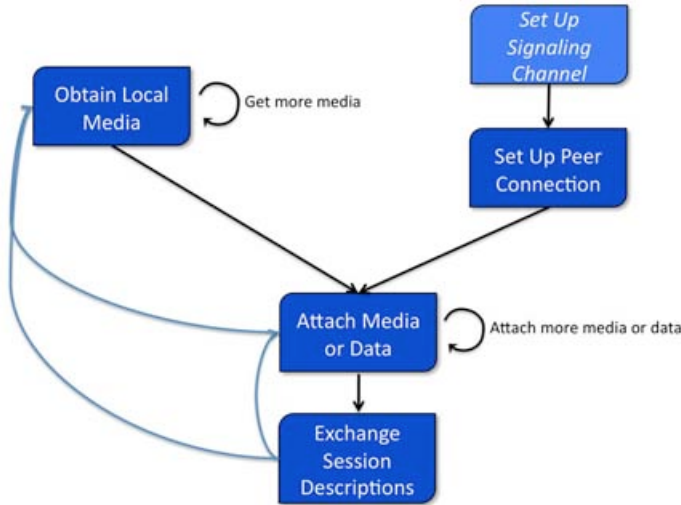 Set Up
Signaling
Channel
Obtain Local
Media
Get more media
Set Up Peer
Connection
Attach Media
or Data
Attach more media or data
Exchange
Session
Descriptions